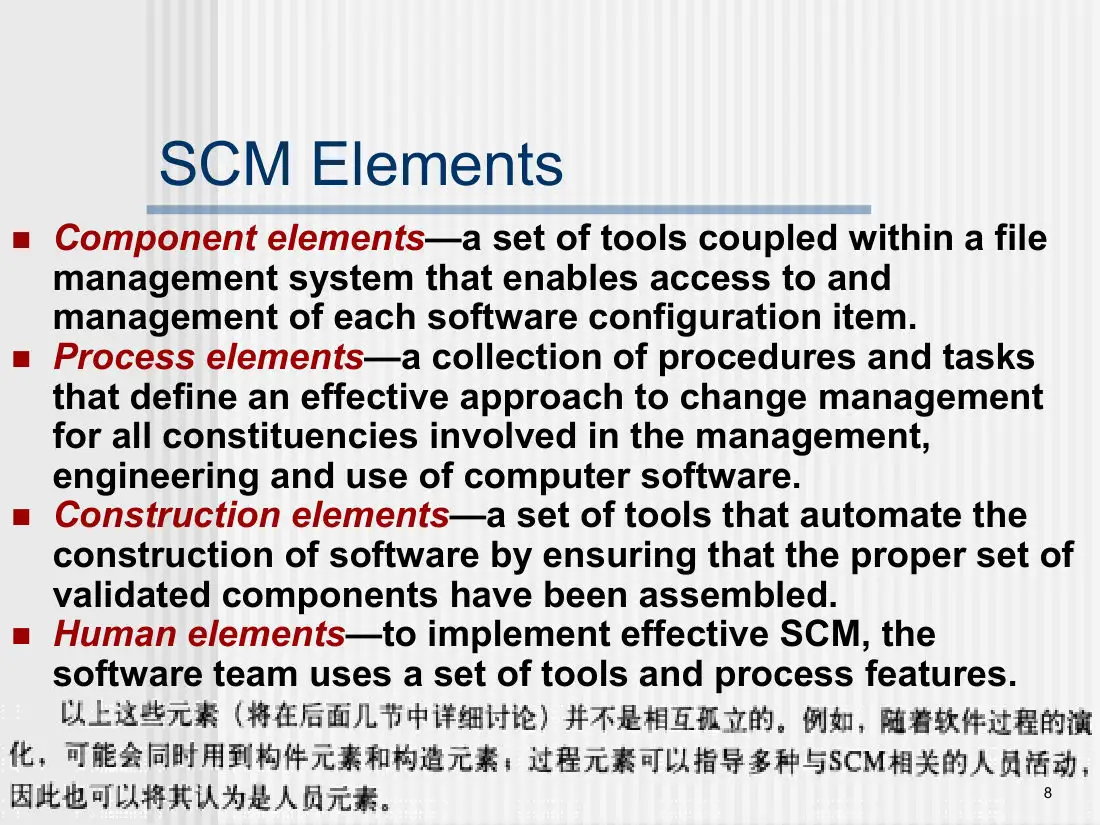 SCM Elements
■ Component elements—a set of tools coupled within a file
management system that enables access to and
management of each software configuration item.
■ Process elements—a collection of procedures and tasks
that define an effective approach to change management
for all constituencies involved in the management,
engineering and use of computer software.
■ Construction elements—a set of tools that automate the
construction of software by ensuring that the proper set of
validated components have been assembled.
■ Human elements—to implement effective SCM, the
software team uses a set of tools and process features.
以上这些元素（将在后面几节中详细讨论）并不是相互孤立的。例如，随着软件过程的演
化，可能会同时用到构件元素和构造元素；过程元素可以指导多种与SCM相关的人员活动，
因此也可以将其认为是人员元素。
8